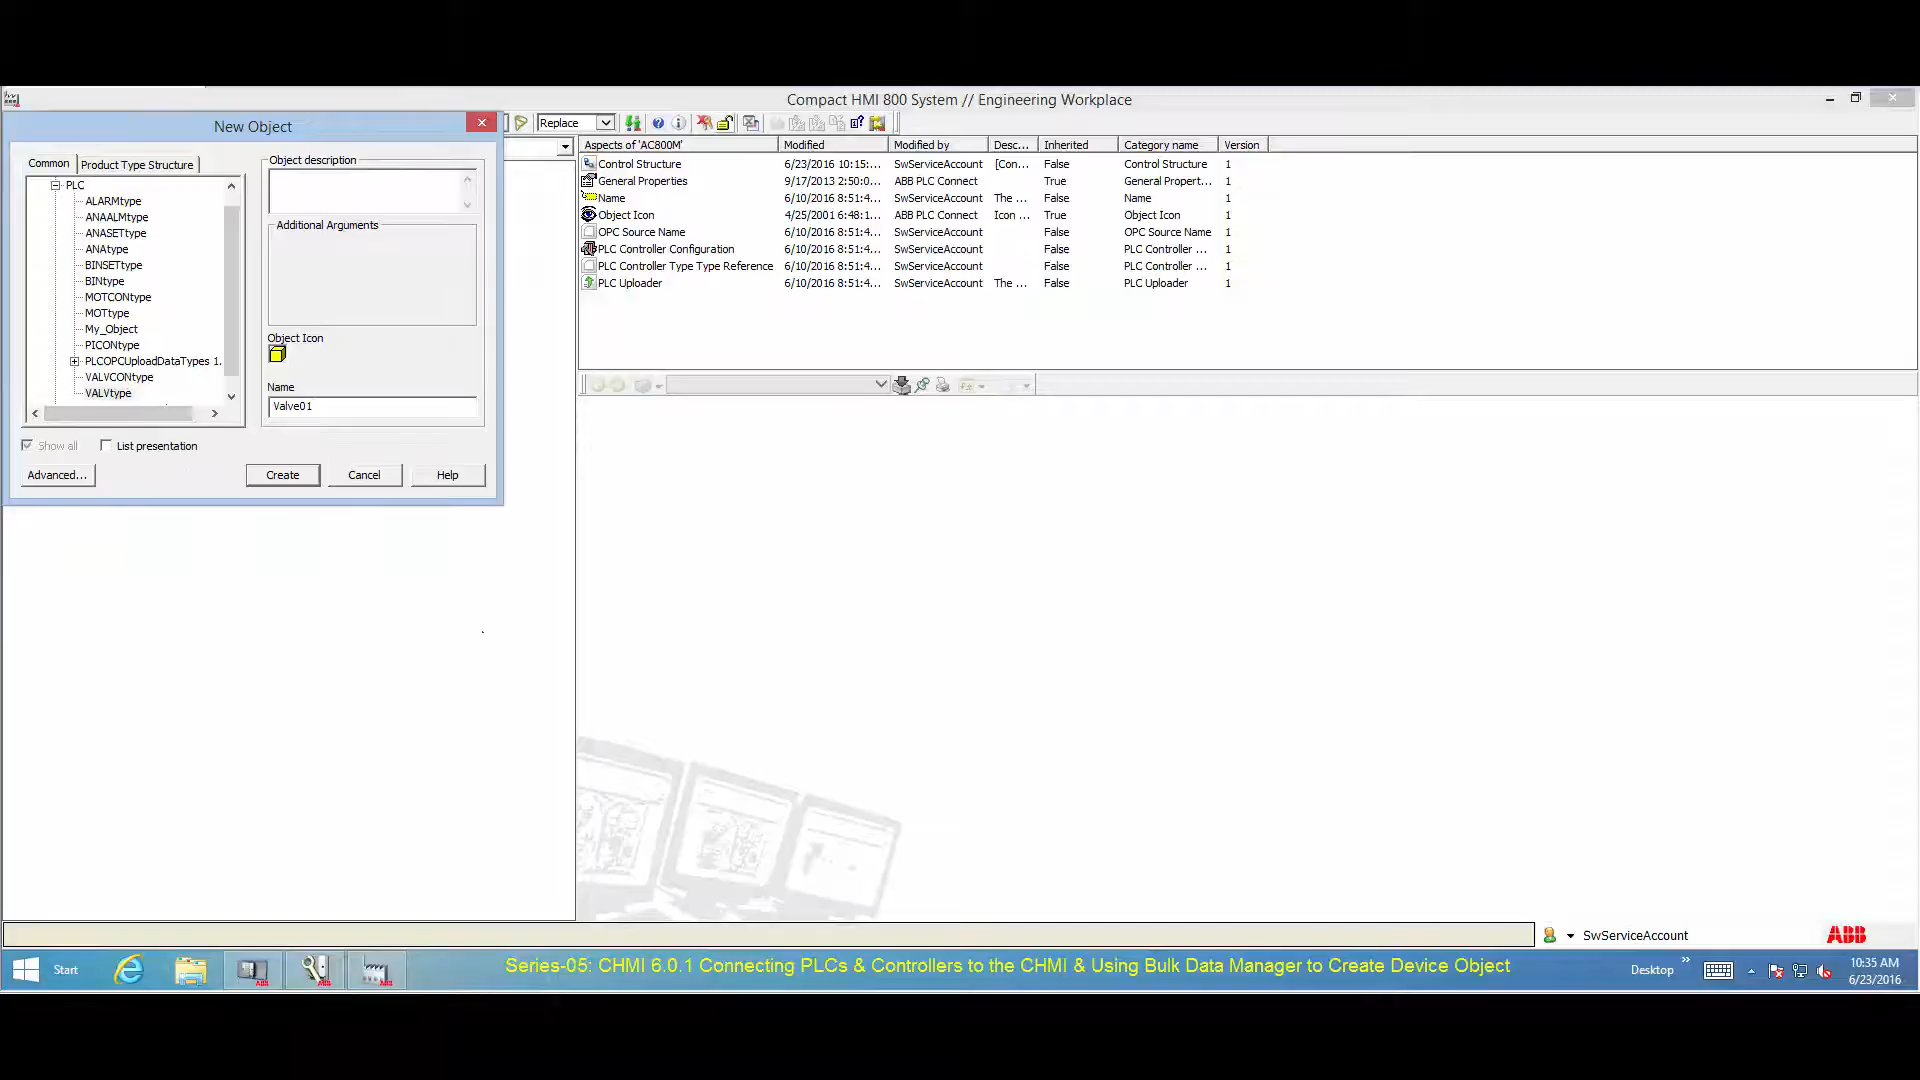 Compact HMI 800 System // Engineering Workplace
New Object
Replace
Common
Product Type Structure
PLC
ALARMtype
ANAALMtype
ANASETtype
ANAtype
BINSETtype
BINtype
MOTCONtype
MOTtype
My_Object
PICONtype
PLCOPCUploadDataTypes 1.
VALVCONtype
VALVtype
Object description
Additional Arguments
Object Icon
Name
Valve01
Show all
List presentation
Advanced...
Create
Cancel
Help
Aspects of 'AC800M' Modified Modified by Desc... Inherited Category name Version
Control Structure 6/23/2016 10:15:... SwServiceAccount [Con... False Control Structure 1
General Properties 9/17/2013 2:50:0... ABB PLC Connect True General Propert... 1
Name 6/10/2016 8:51:4... SwServiceAccount The ... False Name 1
Object Icon 4/25/2001 6:48:1... ABB PLC Connect Icon ... True Object Icon 1
OPC Source Name 6/10/2016 8:51:4... SwServiceAccount False OPC Source Name 1
PLC Controller Configuration 6/10/2016 8:51:4... SwServiceAccount False PLC Controller ... 1
PLC Controller Type Type Reference 6/10/2016 8:51:4... SwServiceAccount False PLC Controller ... 1
PLC Uploader 6/10/2016 8:51:4... SwServiceAccount The ... False PLC Uploader 1
SwServiceAccount
ABB
Start
ABB
ABB
ABB
Series-05: CHMI 6.0.1 Connecting PLCs & Controllers to the CHMI & Using Bulk Data Manager to Create Device Object
Desktop
10:35 AM
6/23/2016